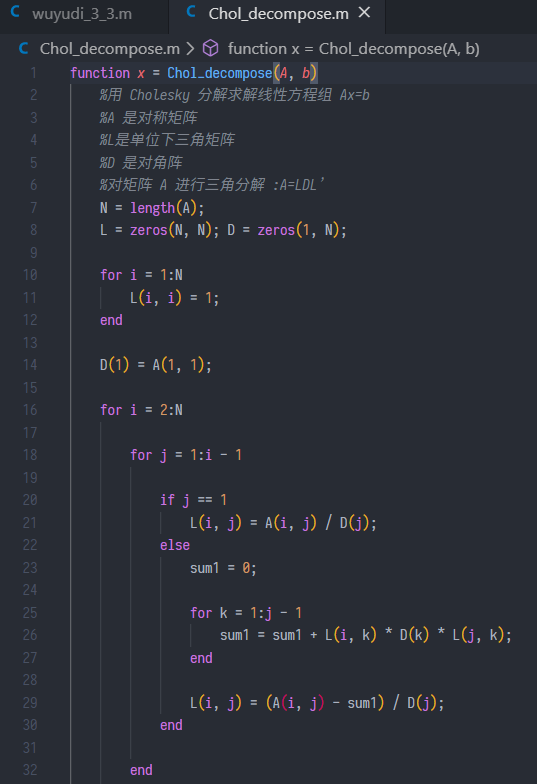 wuyudi_3_3.m
Chol_decompose.m
Chol_decompose.m > function x = Chol_decompose(A, b)
1 function x = Chol_decompose(A, b)
2 %用 Cholesky 分解求解线性方程组 Ax=b
3 %A 是对称矩阵
4 %L是单位下三角矩阵
5 %D 是对角阵
6 %对矩阵 A 进行三角分解 :A=LDL'
7 N = length(A);
8 L = zeros(N, N); D = zeros(1, N);
9
10 for i = 1:N
11 L(i, i) = 1;
12 end
13
14 D(1) = A(1, 1);
15
16 for i = 2:N
17
18 for j = 1:i - 1
19
20 if j == 1
21 L(i, j) = A(i, j) / D(j);
22 else
23 sum1 = 0;
24
25 for k = 1:j - 1
26 sum1 = sum1 + L(i, k) * D(k) * L(j, k);
27 end
28
29 L(i, j) = (A(i, j) - sum1) / D(j);
30 end
31
32 end